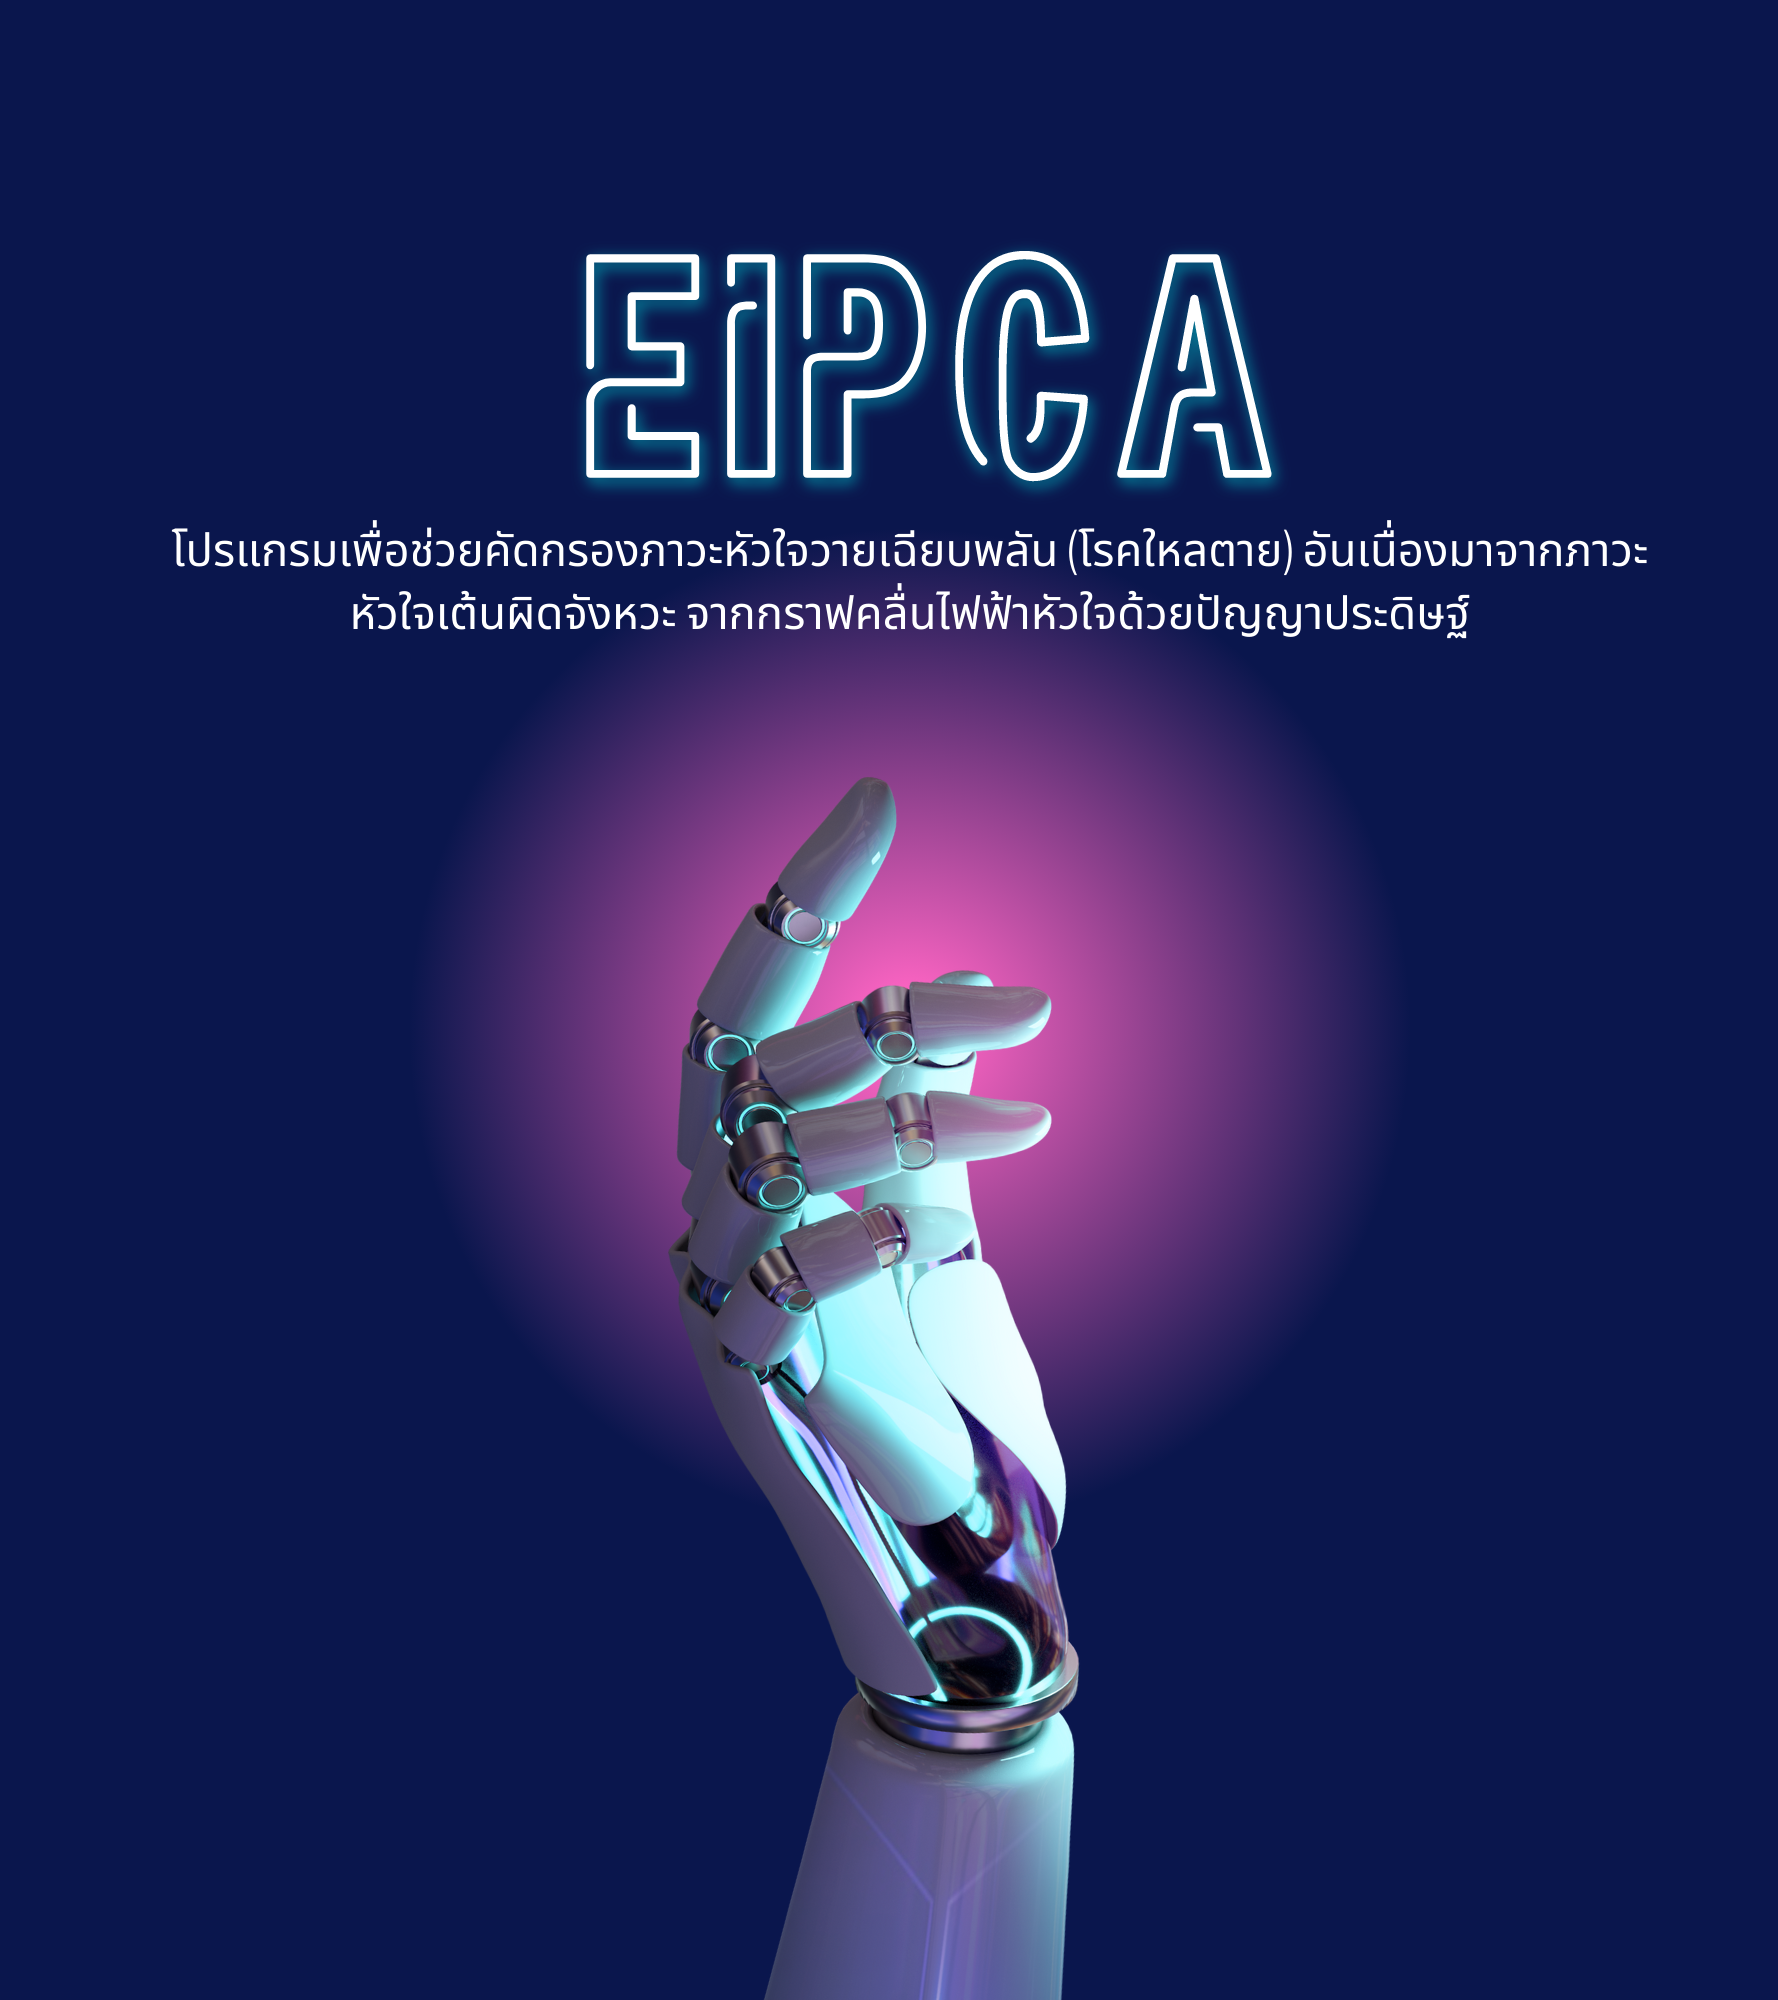 EIPCA
โปรแกรมเพื่อช่วยคัดกรองภาวะหัวใจวายเฉียบพลัน (โรคใหลตาย) อันเนื่องมาจากภาวะ
หัวใจเต้นผิดจังหวะ จากกราฟคลื่นไฟฟ้าหัวใจด้วยปัญญาประดิษฐ์